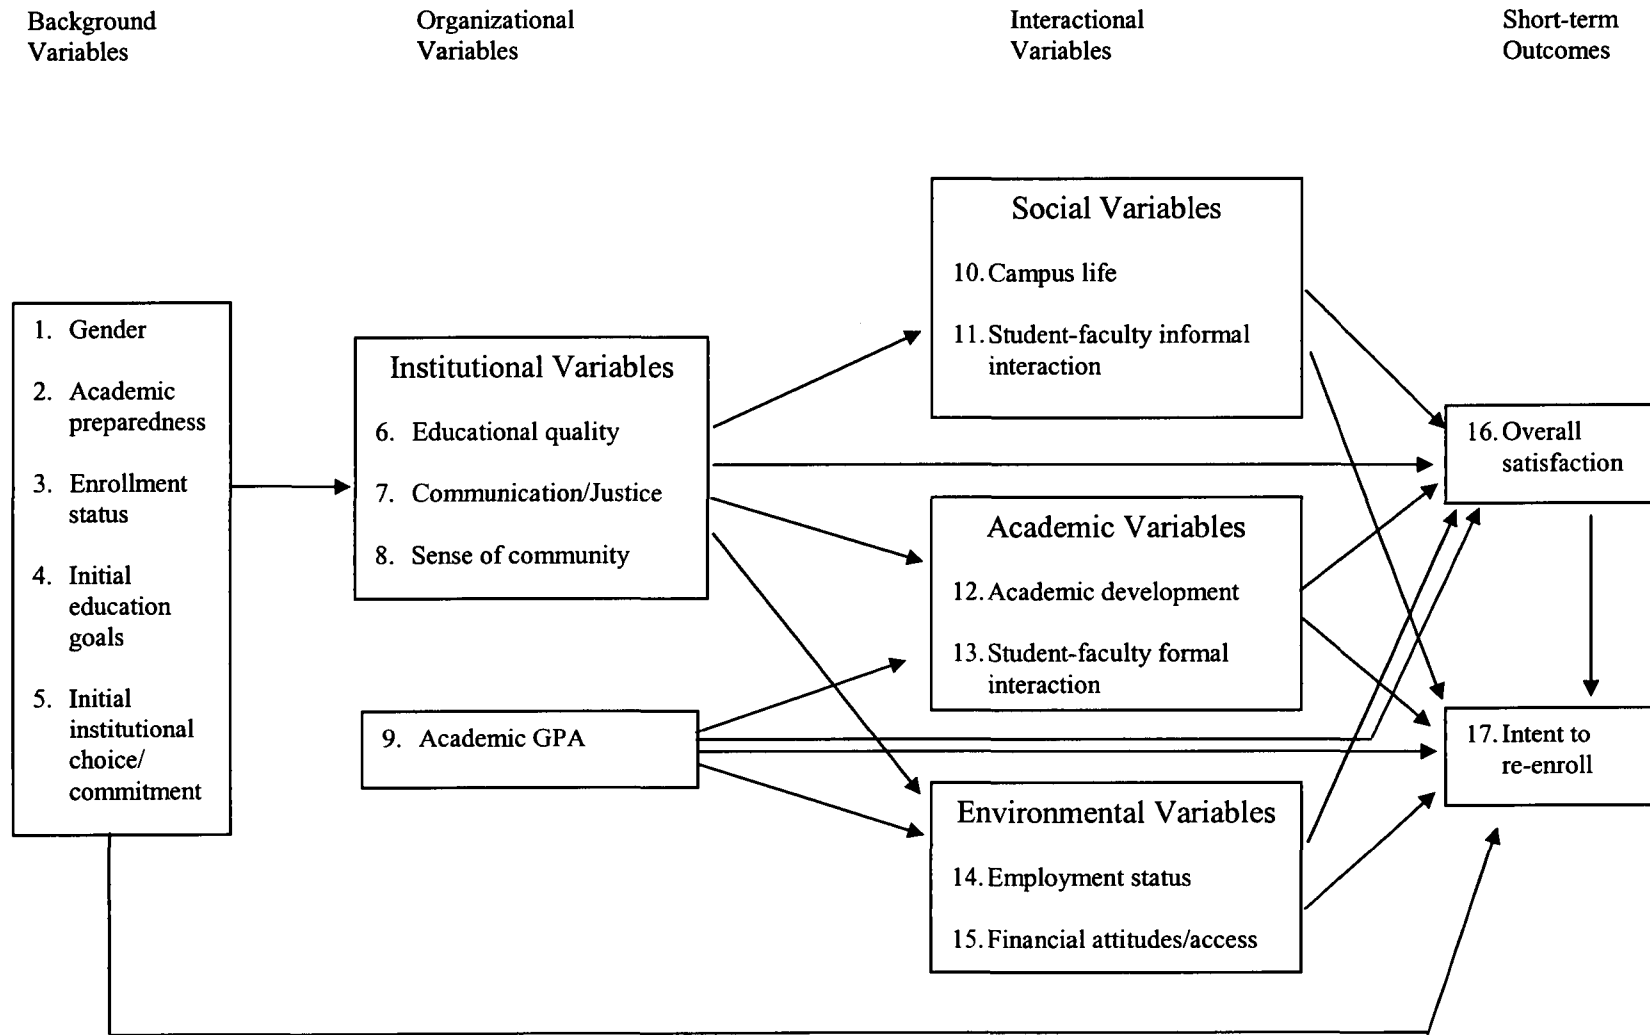 Background
Variables
Organizational
Variables
Interactional
Variables
Short-term
Outcomes
1. Gender
2. Academic
preparedness
3. Enrollment
status
4. Initial
education
goals
5. Initial
institutional
choice/
commitment
Institutional Variables
6. Educational quality
7. Communication/Justice
8. Sense of community
9. Academic GPA
Social Variables
10. Campus life
11. Student-faculty informal
interaction
Academic Variables
12. Academic development
13. Student-faculty formal
interaction
Environmental Variables
14. Employment status
15. Financial attitudes/access
16. Overall
satisfaction
17. Intent to
re-enroll